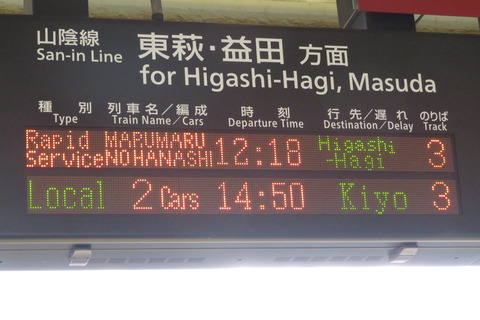 山陰線 東萩・益田 方面
San-in Line for Higashi-Hagi, Masuda
種 別 列車名／編成 時 刻 行先／遅れ のりば
Type Train Name/Cars Departure Time Destination/Delay Track
Rapid MARUMARU 12:18 Higashi 3
Service NO HANASHI -Hagi
Local 2 Cars 14:50 Kiyo 3